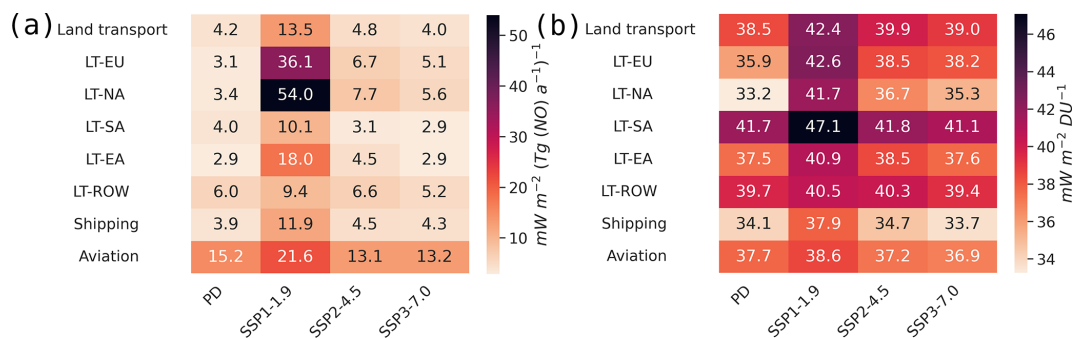 (a)
Land transport 4.2 13.5 4.8 4.0
LT-EU 3.1 36.1 6.7 5.1
LT-NA 3.4 54.0 7.7 5.6
LT-SA 4.0 10.1 3.1 2.9
LT-EA 2.9 18.0 4.5 2.9
LT-ROW 6.0 9.4 6.6 5.2
Shipping 3.9 11.9 4.5 4.3
Aviation 15.2 21.6 13.1 13.2
PD SSP1-1.9 SSP2-4.5 SSP3-7.0
50
40
30
20
10
mW m⁻² (Tg (NO) a⁻¹)⁻¹
(b)
Land transport 38.5 42.4 39.9 39.0
LT-EU 35.9 42.6 38.5 38.2
LT-NA 33.2 41.7 36.7 35.3
LT-SA 41.7 47.1 41.8 41.1
LT-EA 37.5 40.9 38.5 37.6
LT-ROW 39.7 40.5 40.3 39.4
Shipping 34.1 37.9 34.7 33.7
Aviation 37.7 38.6 37.2 36.9
PD SSP1-1.9 SSP2-4.5 SSP3-7.0
46
44
42
40
38
36
34
mW m⁻² DU⁻¹